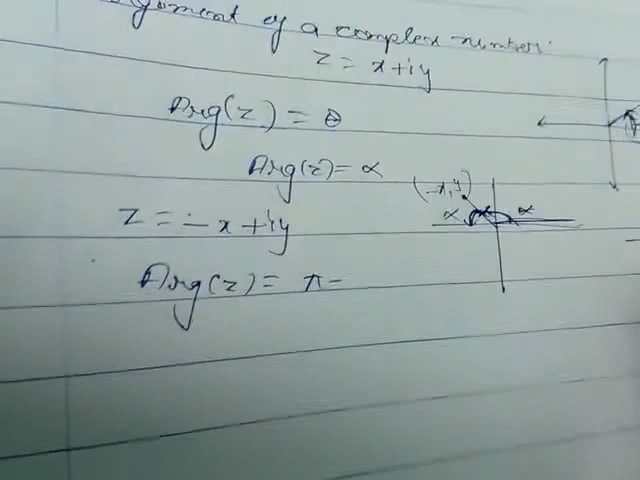 of a complex number:
z = x+iy
Arg(z) = θ
Arg(z) = α
(-x, y)
α α
z = -x + iy
Arg(z) = π-